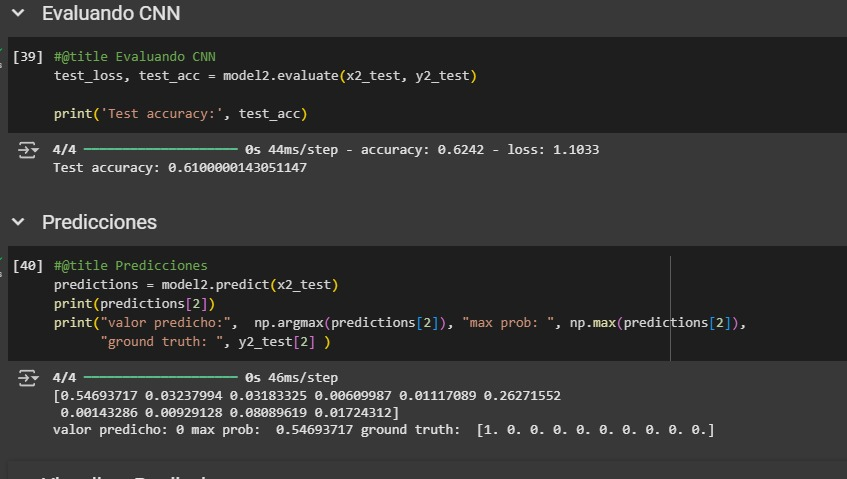 Evaluando CNN
[39] #@title Evaluando CNN
test_loss, test_acc = model2.evaluate(x2_test, y2_test)
print('Test accuracy:', test_acc)
4/4 0s 44ms/step - accuracy: 0.6242 - loss: 1.1033
Test accuracy: 0.6100000143051147
Predicciones
[40] #@title Predicciones
predictions = model2.predict(x2_test)
print(predictions[2])
print("valor predicho:",  np.argmax(predictions[2]), "max prob: ", np.max(predictions[2]),
"ground truth: ", y2_test[2] )
4/4 0s 46ms/step
[0.54693717 0.03237994 0.03183325 0.00609987 0.01117089 0.26271552
0.00143286 0.00929128 0.08089619 0.01724312]
valor predicho: 0 max prob:  0.54693717 ground truth:  [1. 0. 0. 0. 0. 0. 0. 0. 0. 0.]